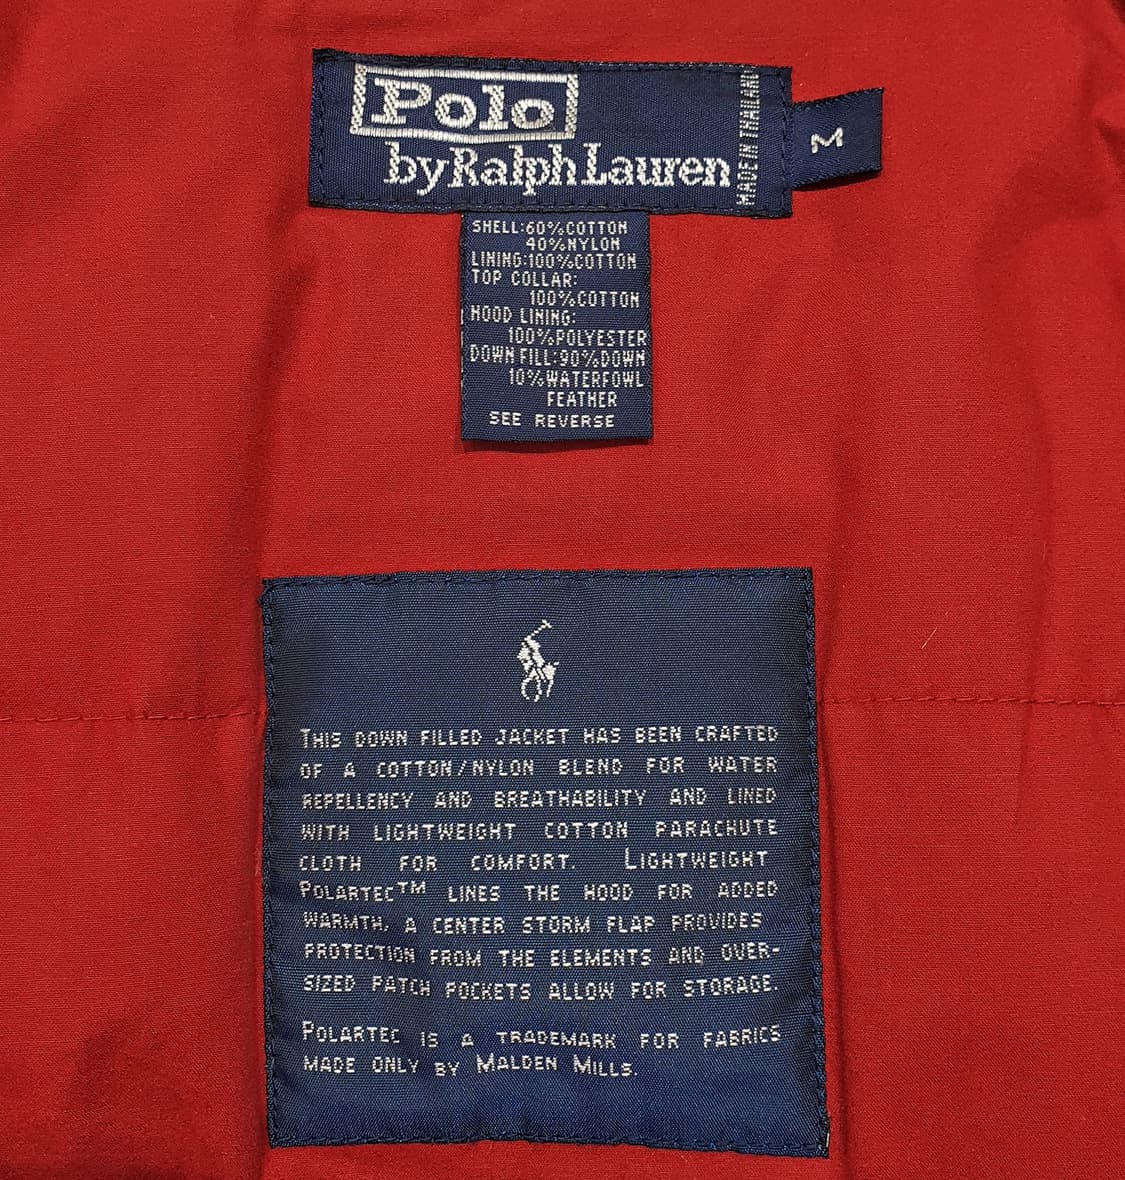 Polo
by Ralph Lauren
MADE IN THAILAND
M
SHELL:60%COTTON
40%NYLON
LINING:100%COTTON
TOP COLLAR:
100%COTTON
HOOD LINING:
100%POLYESTER
DOWN FILL:90%DOWN
10%WATERFOWL
FEATHER
SEE REVERSE
THIS DOWN FILLED JACKET HAS BEEN CRAFTED
OF A COTTON/NYLON BLEND FOR WATER
REPELLENCY AND BREATHABILITY AND LINED
WITH LIGHTWEIGHT COTTON PARACHUTE
CLOTH FOR COMFORT. LIGHTWEIGHT
POLARTEC™ LINES THE HOOD FOR ADDED
WARMTH, A CENTER STORM FLAP PROVIDES
PROTECTION FROM THE ELEMENTS AND OVER-
SIZED PATCH POCKETS ALLOW FOR STORAGE.
POLARTEC IS A TRADEMARK FOR FABRICS
MADE ONLY BY MALDEN MILLS.